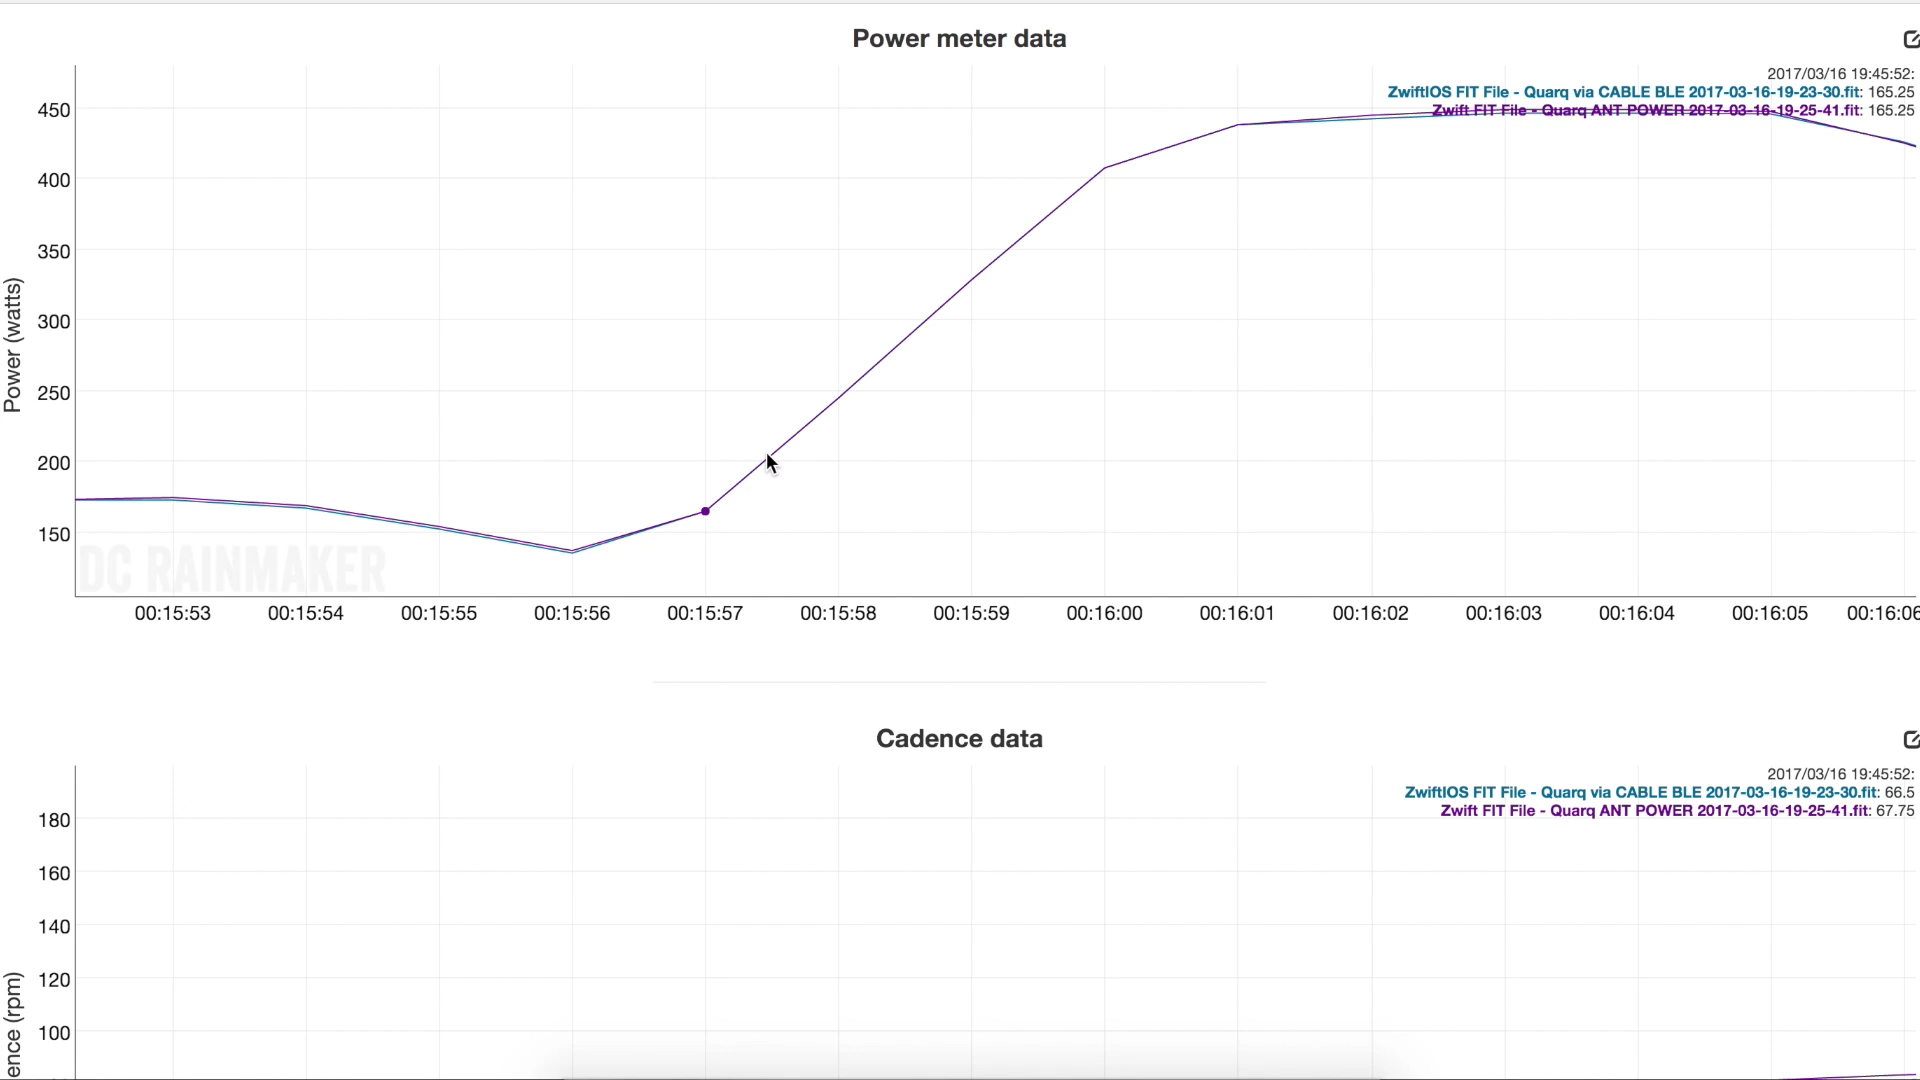 Power meter data
2017/03/16 19:45:52:
ZwiftIOS FIT File - Quarq via CABLE BLE 2017-03-16-19-23-30.fit: 165.25
Zwift FIT File - Quarq ANT POWER 2017-03-16-19-25-41.fit: 165.25
450
400
350
300
250
200
150
Power (watts)
DC RAINMAKER
00:15:53 00:15:54 00:15:55 00:15:56 00:15:57 00:15:58 00:15:59 00:16:00 00:16:01 00:16:02 00:16:03 00:16:04 00:16:05 00:16:06
Cadence data
2017/03/16 19:45:52:
ZwiftIOS FIT File - Quarq via CABLE BLE 2017-03-16-19-23-30.fit: 66.5
Zwift FIT File - Quarq ANT POWER 2017-03-16-19-25-41.fit: 67.75
180
160
140
120
100
ence (rpm)